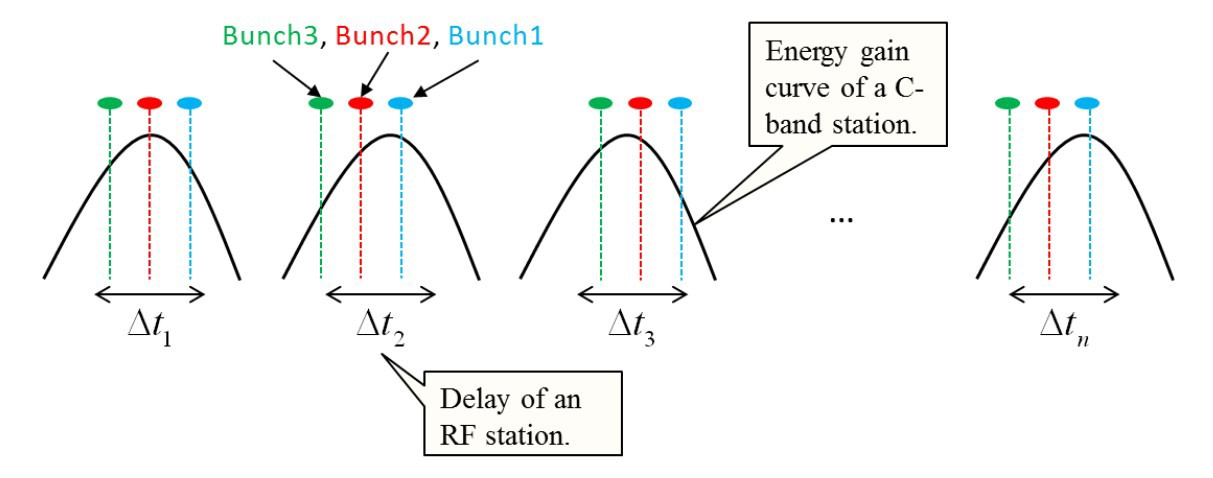 Bunch3, Bunch2, Bunch1
Energy gain
curve of a C-
band station.
...
Δt₁
Δt₂
Δt₃
Δtₙ
Delay of an
RF station.